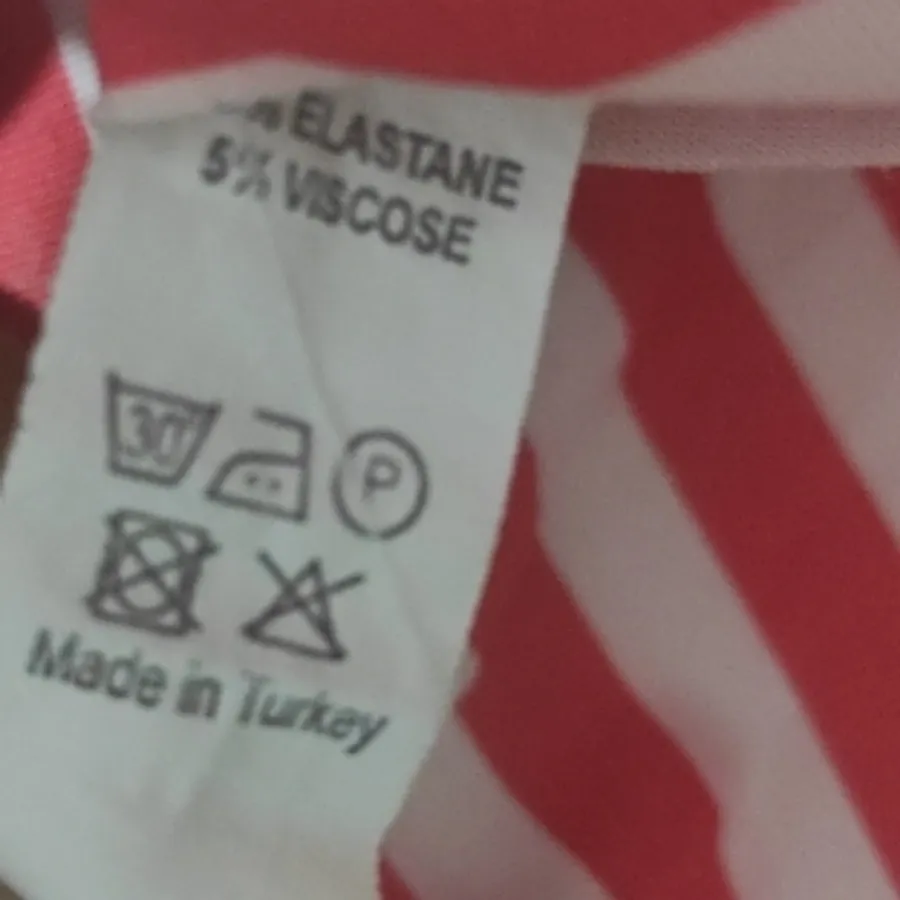 % ELASTANE
5% VISCOSE
30
P
Made in Turkey